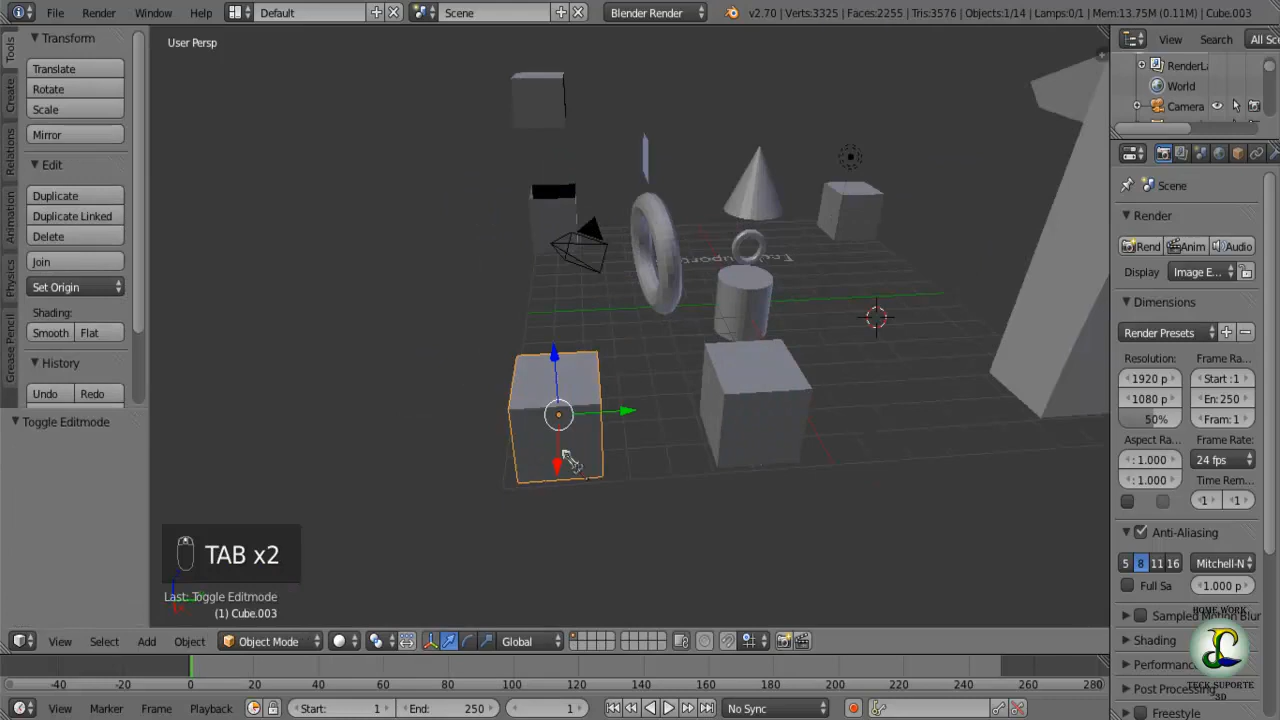 File Render Window Help Default Scene Blender Render v2.70 | Verts:3325 | Faces:2255 | Tris:3576 | Objects:1/14 | Lamps:0/1 | Mem:13.75M (0.11M) | Cube.003
Tools
Create
Relations
Animation
Physics
Grease Pencil
Transform
Translate
Rotate
Scale
Mirror
Edit
Duplicate
Duplicate Linked
Delete
Join
Set Origin
Shading:
Smooth Flat
History
Undo Redo
Toggle Editmode
User Persp
TAB x2
Last: Toggle Editmode
(1) Cube.003
View Search All Sc
RenderLa
World
Camera
Scene
Render
Rend Anim Audio
Display Image E...
Dimensions
Render Presets
Resolution: Frame Ra...
1920 p Start :1
1080 p En: 250
50% Fram: 1
Aspect Ra... Frame Rate:
: 1.000 24 fps
: 1.000 Time Rem...
1 1
Anti-Aliasing
5 8 11 16 Mitchell-N
Full Sa 1.000 p
HOME WORK
Sampled Motion Blur
Shading
Performanc
TECK SUPORTE
3D
Post Processing
Freestyle
View Select Add Object Object Mode Global
-40 -20 0 20 40 60 80 100 120 140 160 180 200 220 240 260 280
View Marker Frame Playback Start: 1 End: 250 1 No Sync